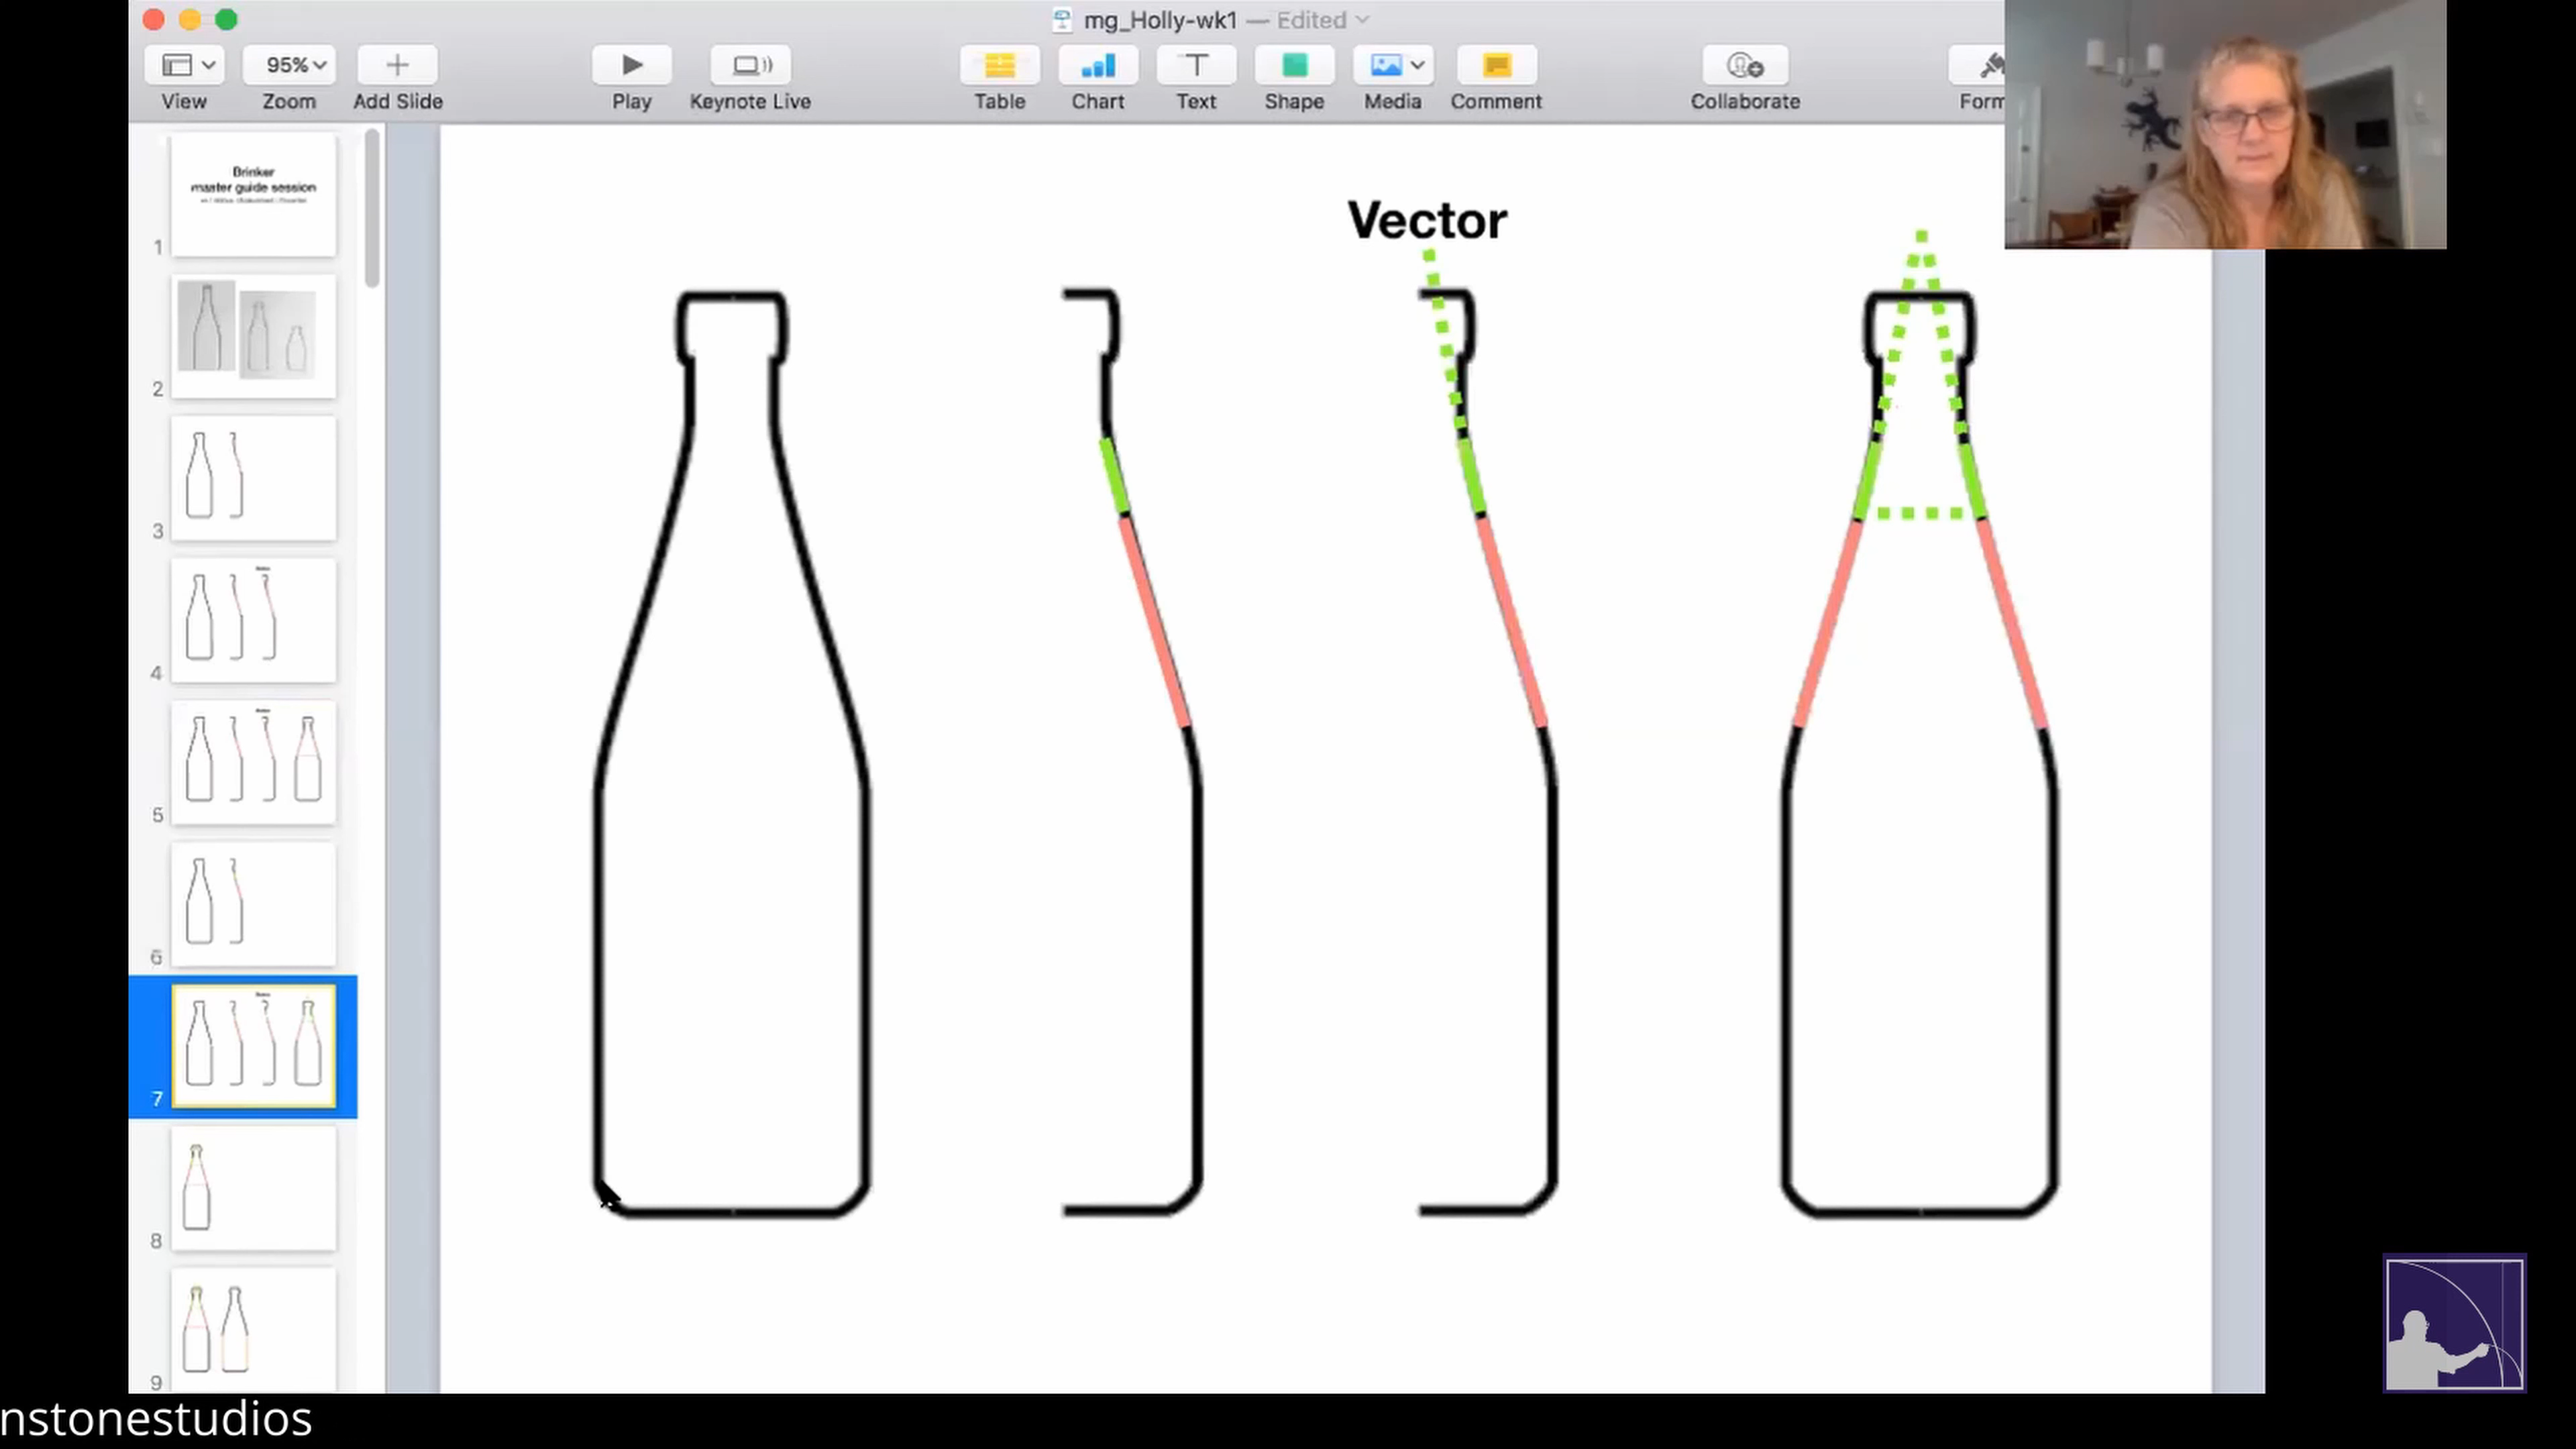 mg_Holly-wk1 — Edited
95%
View Zoom Add Slide Play Keynote Live Table Chart Text Shape Media Comment Collaborate Form
Brinker
master guide session
1
2
3
4
5
6
7
8
9
Vector
nstonestudios